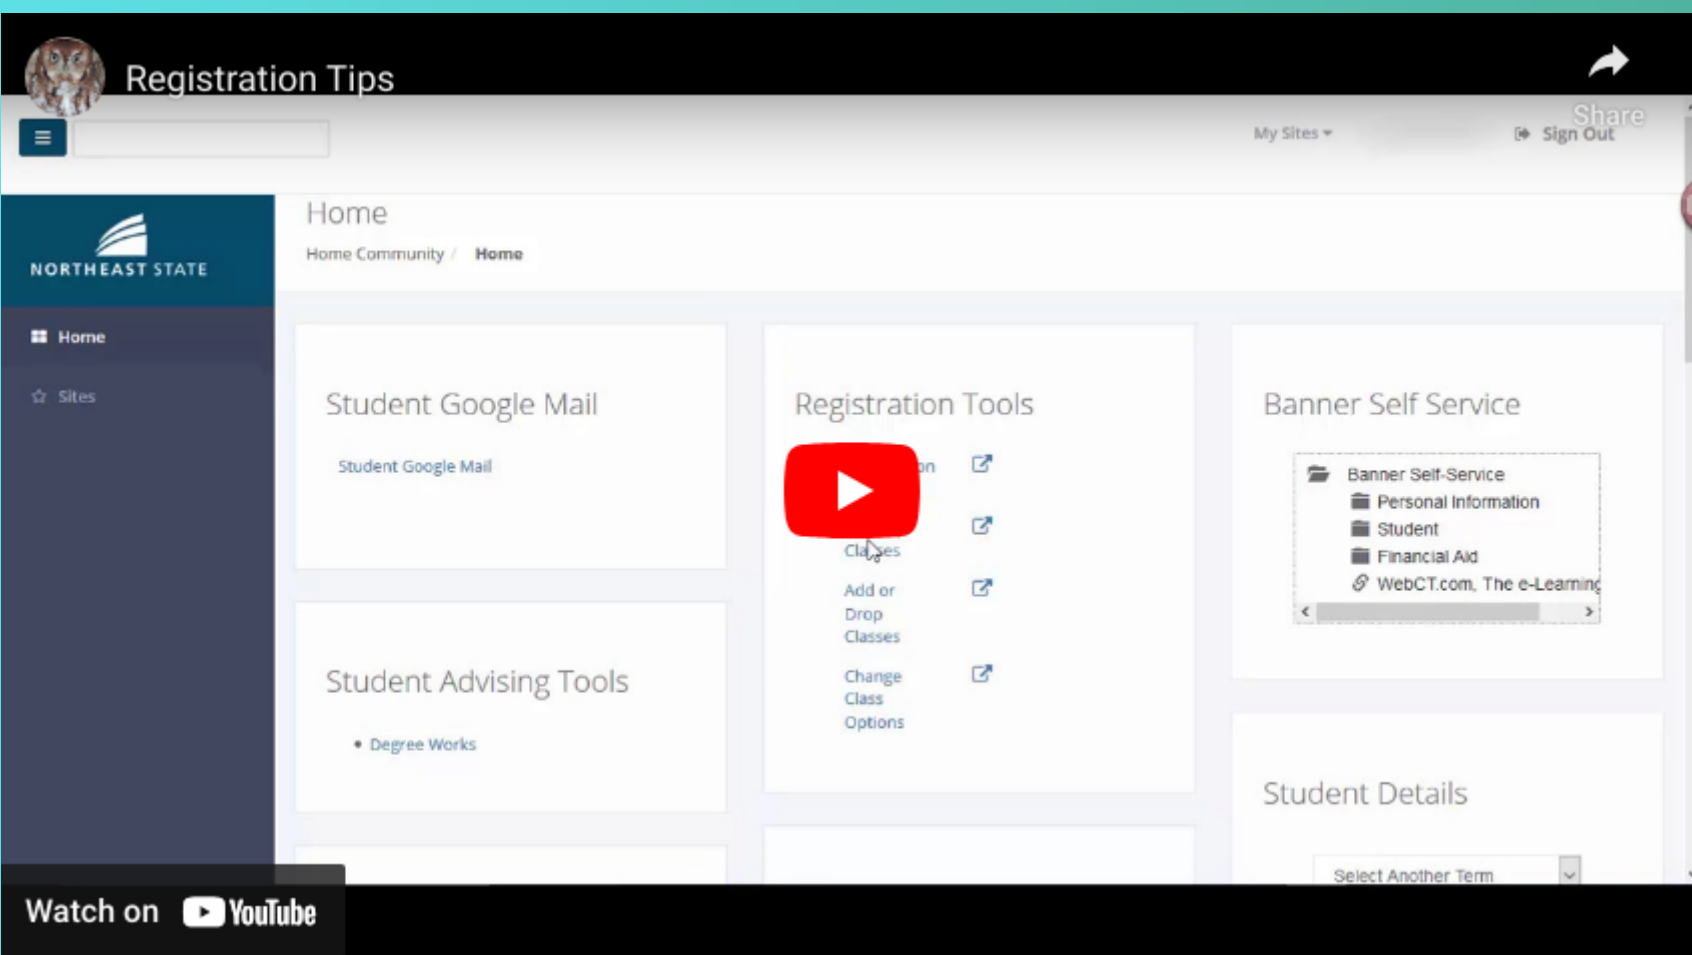 Registration Tips
Share
My Sites
Sign Out
NORTHEAST STATE
Home
Home Community / Home
Home
Sites
Student Google Mail
Student Google Mail
Student Advising Tools
• Degree Works
Registration Tools
Classes
Add or
Drop
Classes
Change
Class
Options
Banner Self Service
Banner Self-Service
Personal Information
Student
Financial Aid
WebCT.com, The e-Learning
Student Details
Select Another Term
Watch on YouTube